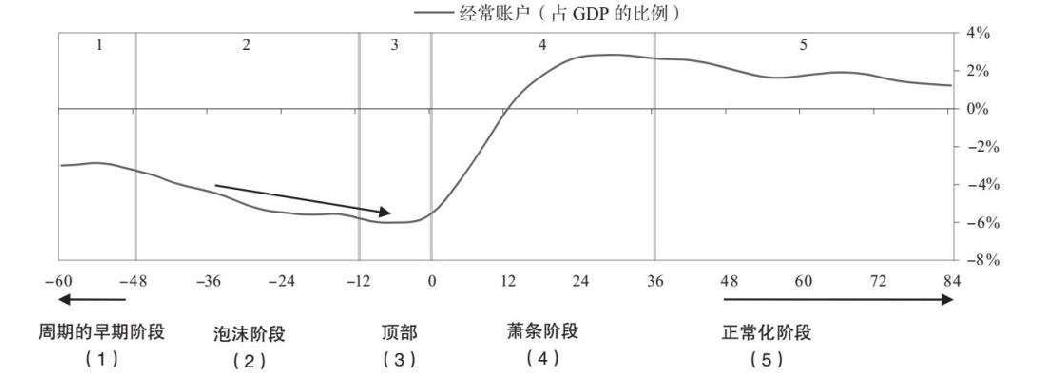 经常账户（占 GDP 的比例）
1 2 3 4 5
4%
2%
0%
-2%
-4%
-6%
-8%
-60 -48 -36 -24 -12 0 12 24 36 48 60 72 84
周期的早期阶段 泡沫阶段 顶部 萧条阶段 正常化阶段
（1） （2） （3） （4） （5）